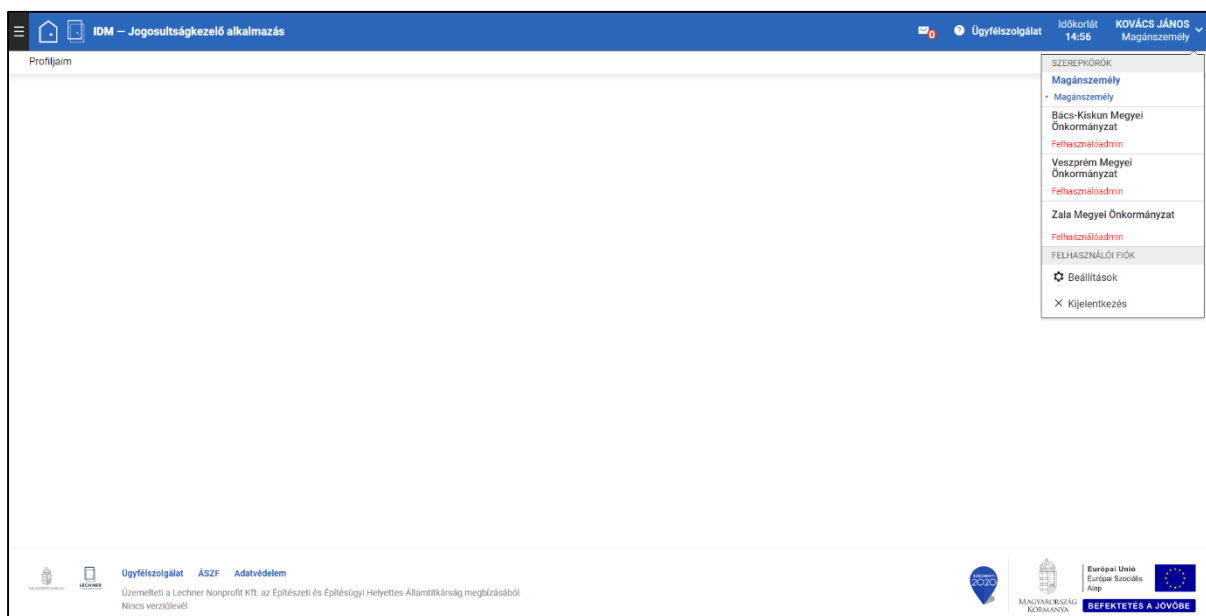 IDM — Jogosultságkezelő alkalmazás
0
Ügyfélszolgálat
Időkorlát
14:56
KOVÁCS JÁNOS
Magánszemély
Profiljaim
SZEREPKÖRÖK
Magánszemély
Magánszemély
Bács-Kiskun Megyei
Önkormányzat
Felhasználóadmin
Veszprém Megyei
Önkormányzat
Felhasználóadmin
Zala Megyei Önkormányzat
Felhasználóadmin
FELHASZNÁLÓI FIÓK
Beállítások
Kijelentkezés
LECHNER
Ügyfélszolgálat ÁSZF Adatvédelem
Üzemelteti a Lechner Nonprofit Kft. az Építészeti és Építésügyi Helyettes Államtitkárság megbízásából
Nincs verziólevél
SZÉCHENYI
2020
MAGYARORSZÁG
KORMÁNYA
Európai Unió
Európai Szociális
Alap
BEFEKTETÉS A JÖVŐBE